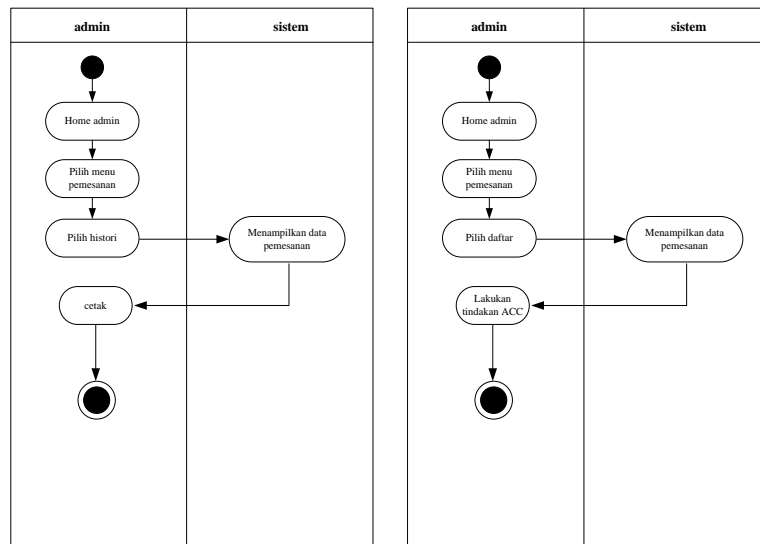 admin
sistem
Home admin
Pilih menu
pemesanan
Pilih histori
Menampilkan data
pemesanan
cetak
admin
sistem
Home admin
Pilih menu
pemesanan
Pilih daftar
Menampilkan data
pemesanan
Lakukan
tindakan ACC